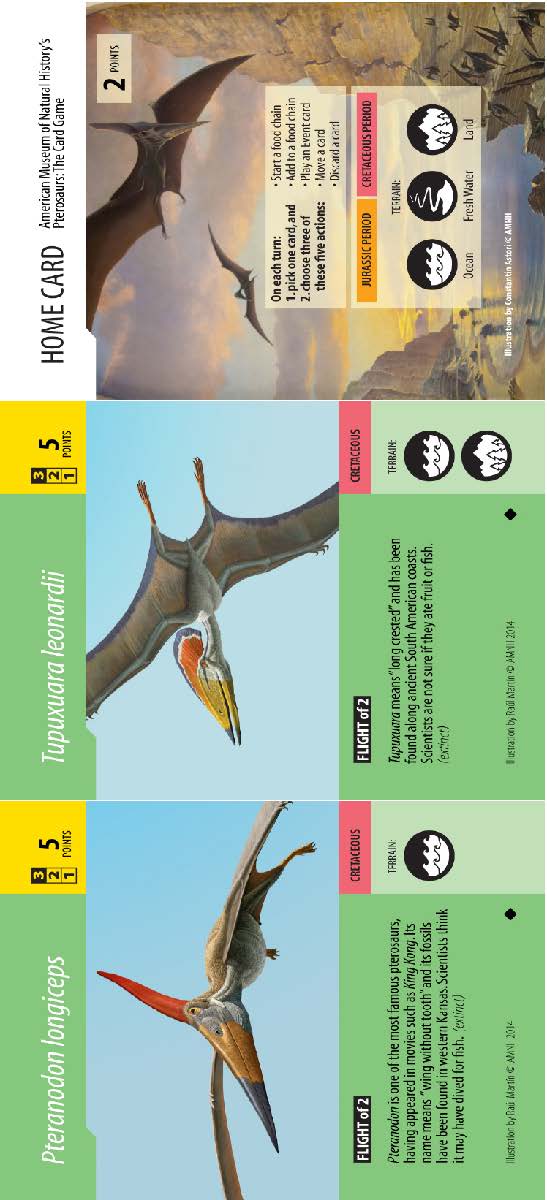 HOME CARD
American Museum of Natural History's
Pterosaurs: The Card Game
2
POINTS
On each turn:
1. pick one card, and
2. choose three of
these five actions:
• Start a food chain
• Add to a food chain
• Play an Event card
• Move a card
• Discard a card
JURASSIC PERIOD
CRETACEOUS PERIOD
TERRAIN:
Ocean
Fresh Water
Land
Illustration by Constantin Astori © AMNH
Tupuxuara leonardii
3
2
1
5
POINTS
CRETACEOUS
FLIGHT of 2
TERRAIN:
Tupuxuara means "long crested" and has been
found along ancient South American coasts.
Scientists are not sure if they ate fruit or fish.
(extinct)
Illustration by Raúl Martín © AMNH 2014
Pteranodon longiceps
3
2
1
5
POINTS
CRETACEOUS
FLIGHT of 2
TERRAIN:
Pteranodon is one of the most famous pterosaurs,
having appeared in movies such as King Kong. Its
name means "wing without tooth" and its fossils
have been found in western Kansas. Scientists think
it may have dived for fish. (extinct)
Illustration by Raúl Martín © AMNH 2014